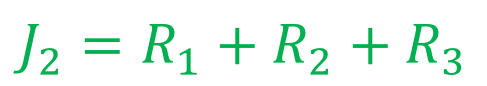 J₂ = R₁ + R₂ + R₃